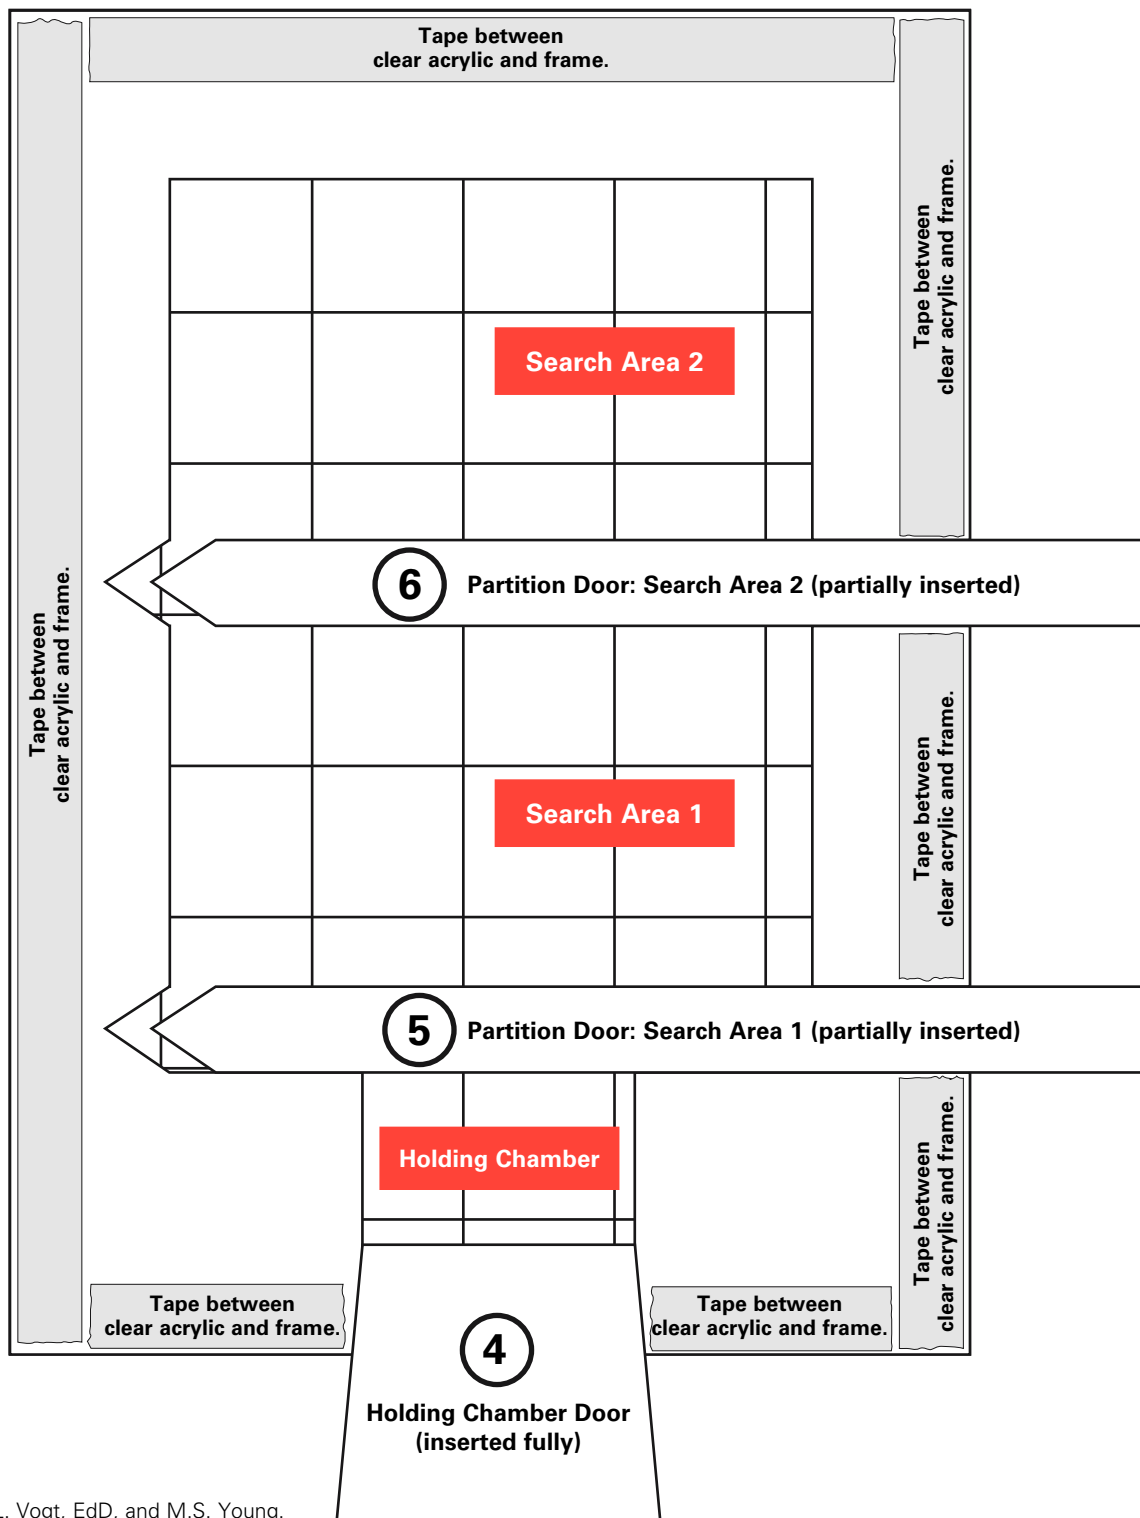 Tape between
clear acrylic and frame.
Tape between
clear acrylic and frame.
Search Area 2
6
Partition Door: Search Area 2 (partially inserted)
Tape between
clear acrylic and frame.
Tape between
clear acrylic and frame.
Search Area 1
5
Partition Door: Search Area 1 (partially inserted)
Holding Chamber
Tape between
clear acrylic and frame.
Tape between
clear acrylic and frame.
Tape between
clear acrylic and frame.
4
Holding Chamber Door
(inserted fully)
. Vogt, EdD, and M.S. Young.